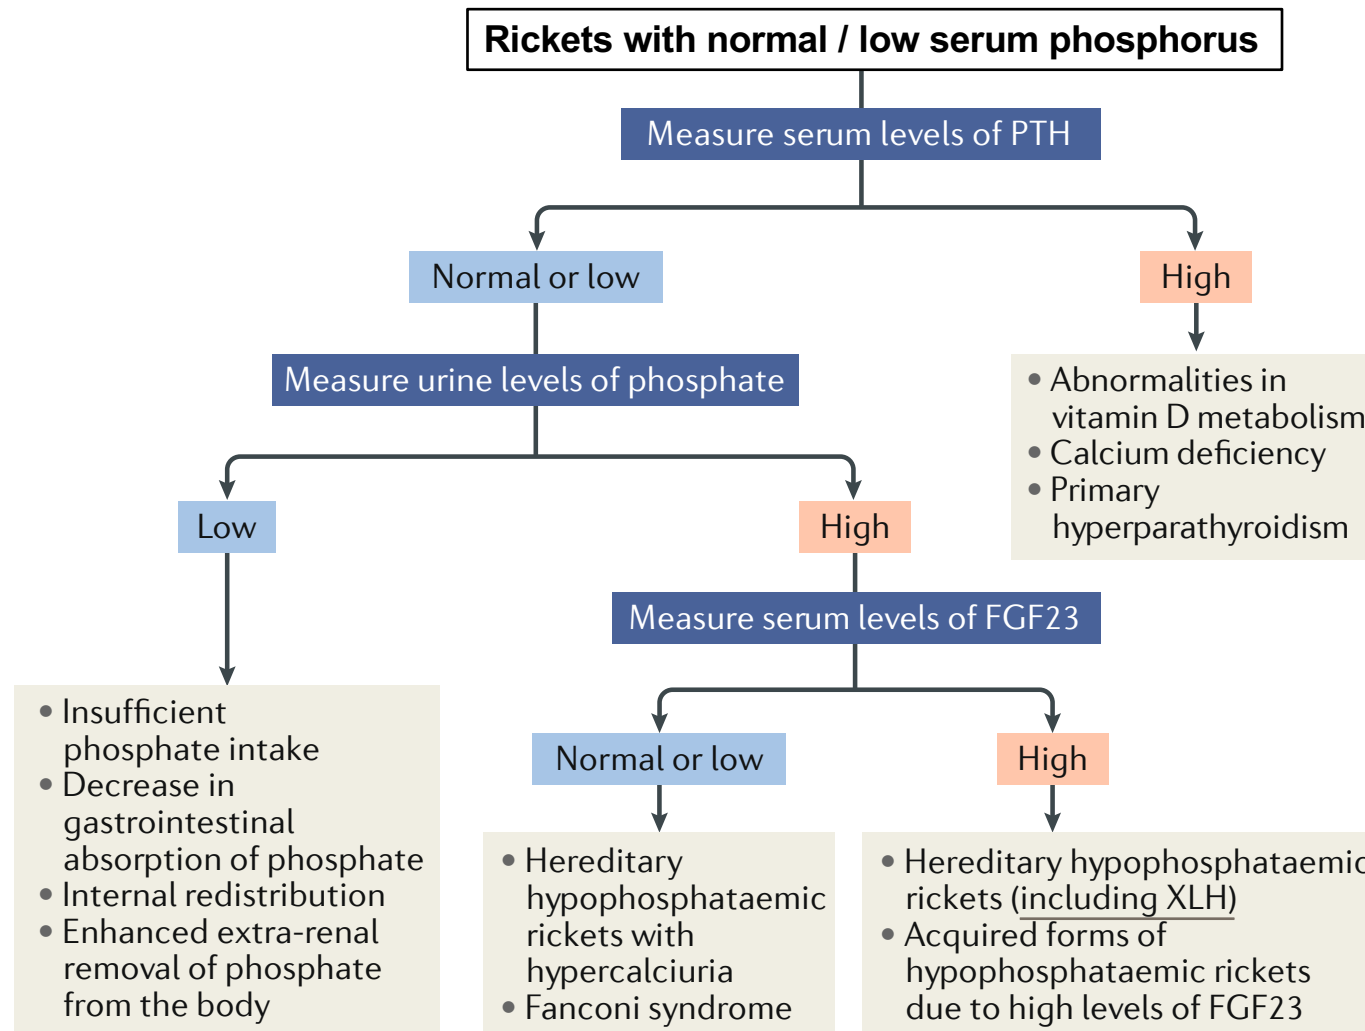 Rickets with normal / low serum phosphorus
Measure serum levels of PTH
Normal or low
High
Measure urine levels of phosphate
• Abnormalities in
vitamin D metabolism
• Calcium deficiency
• Primary
hyperparathyroidism
Low
High
Measure serum levels of FGF23
• Insufficient
phosphate intake
• Decrease in
gastrointestinal
absorption of phosphate
• Internal redistribution
• Enhanced extra-renal
removal of phosphate
from the body
Normal or low
High
• Hereditary
hypophosphataemic
rickets with
hypercalciuria
• Fanconi syndrome
• Hereditary hypophosphataemic
rickets (including XLH)
• Acquired forms of
hypophosphataemic rickets
due to high levels of FGF23